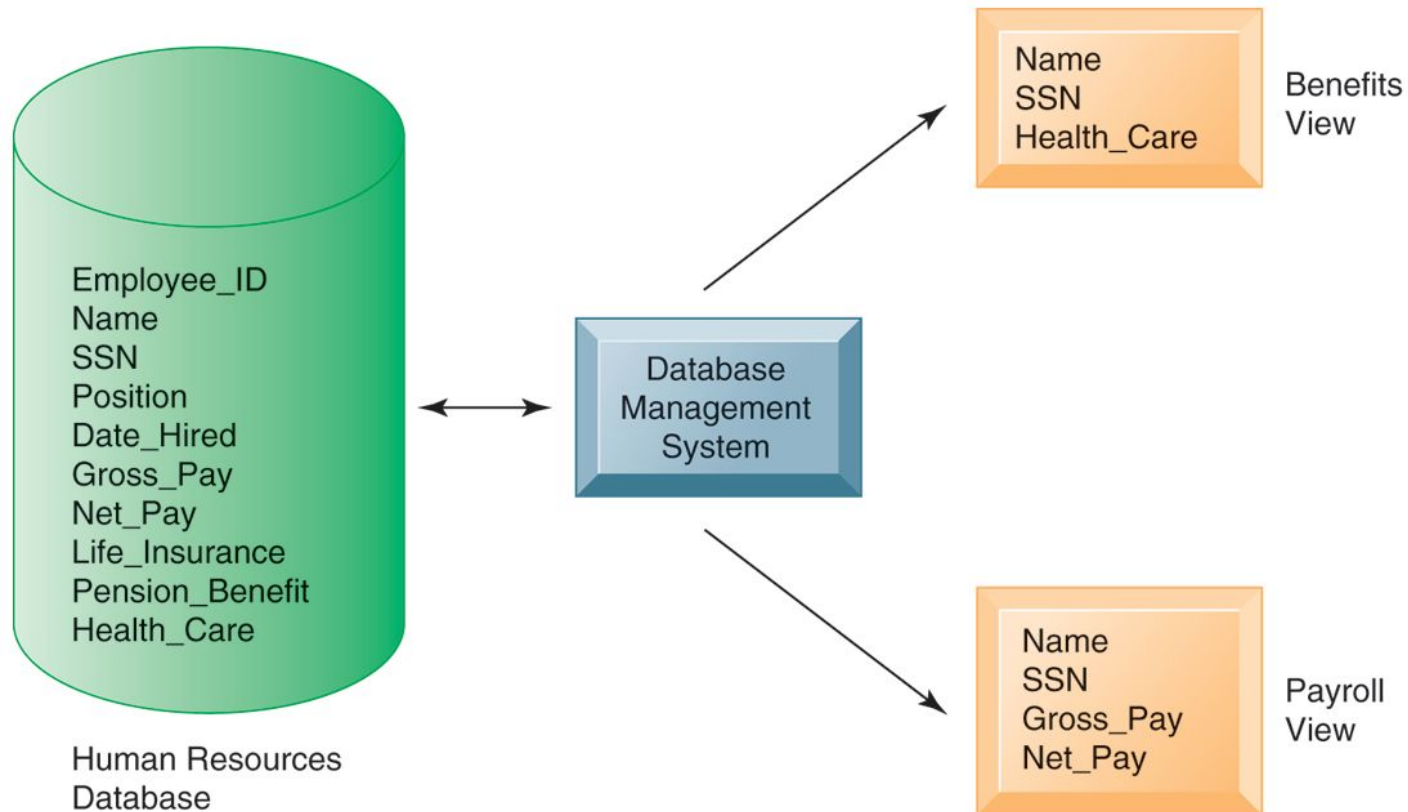 Employee_ID
Name
SSN
Position
Date_Hired
Gross_Pay
Net_Pay
Life_Insurance
Pension_Benefit
Health_Care
Human Resources
Database
Database
Management
System
Name
SSN
Health_Care
Benefits
View
Name
SSN
Gross_Pay
Net_Pay
Payroll
View